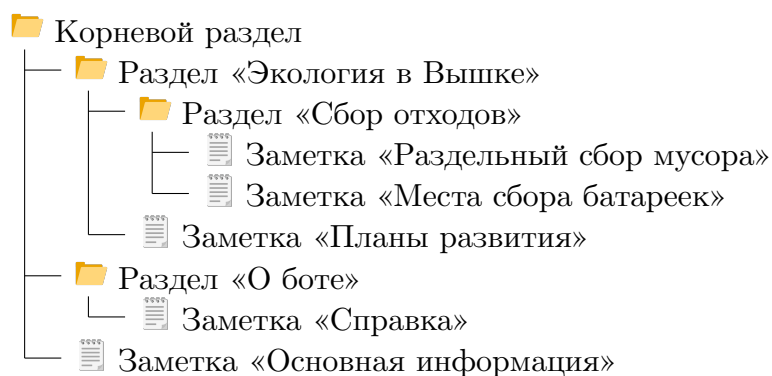 Корневой раздел
Раздел «Экология в Вышке»
Раздел «Сбор отходов»
Заметка «Раздельный сбор мусора»
Заметка «Места сбора батареек»
Заметка «Планы развития»
Раздел «О боте»
Заметка «Справка»
Заметка «Основная информация»